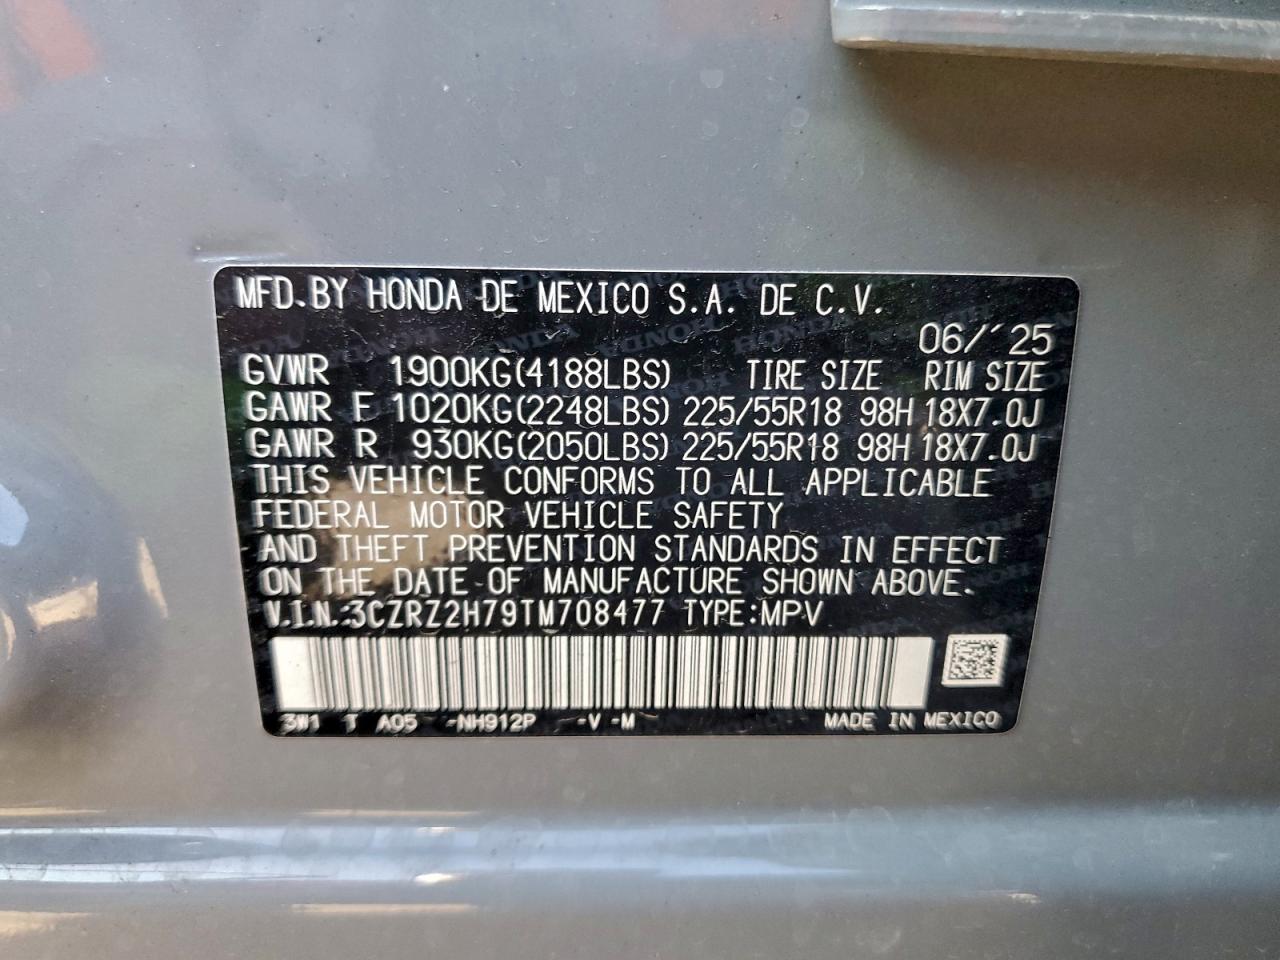 MFD. BY HONDA DE MEXICO S.A. DE C.V.
06/'25
GVWR 1900KG(4188LBS) TIRE SIZE RIM SIZE
GAWR F 1020KG(2248LBS) 225/55R18 98H 18X7.0J
GAWR R 930KG(2050LBS) 225/55R18 98H 18X7.0J
THIS VEHICLE CONFORMS TO ALL APPLICABLE
FEDERAL MOTOR VEHICLE SAFETY
AND THEFT PREVENTION STANDARDS IN EFFECT
ON THE DATE OF MANUFACTURE SHOWN ABOVE.
V.I.N.:3CZRZ2H79TM708477 TYPE:MPV
3W1 T A05 -NH912P -V -M MADE IN MEXICO